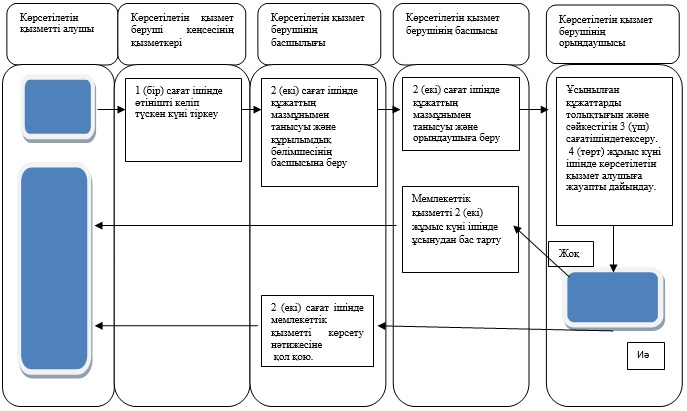 Көрсетілетін
қызметті алушы
Көрсетілетін қызмет
беруші кеңсесінің
қызметкері
Көрсетілетін қызмет
берушінің
басшылығы
Көрсетілетін қызмет
берушінің басшысы
Көрсетілетін қызмет
берушінің
орындаушысы
1 (бір) сағат ішінде
өтінішті келіп
түскен күні тіркеу
2 (екі) сағат ішінде
құжаттың
мазмұнымен
танысуы және
құрылымдық
бөлімшесінің
басшысына беру
2 (екі) сағат ішінде
құжаттың
мазмұнымен
танысуы және
орындаушыға беру
Ұсынылған
құжаттарды
толықтығын және
сәйкестігін 3 (үш)
сағатішіндетексеру.
4 (төрт) жұмыс күні
ішінде көрсетілетін
қызмет алушыға
жауапты дайындау.
Мемлекеттік
қызметті 2 (екі)
жұмыс күні ішінде
ұсынудан бас тарту
Жоқ
2 (екі) сағат ішінде
мемлекеттік
қызметті көрсету
нәтижесіне
қол қою.
Иә